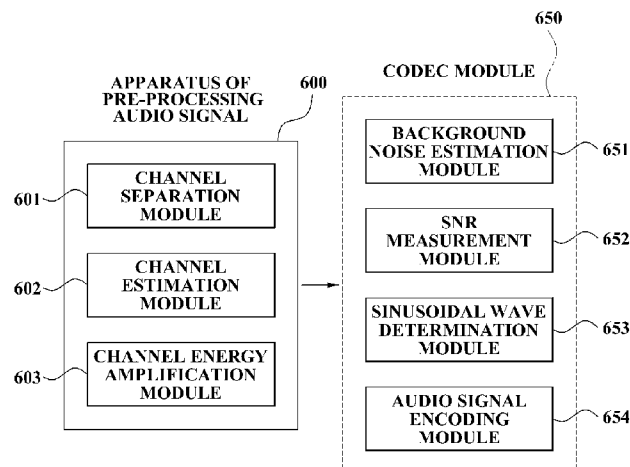 APPARATUS OF
PRE-PROCESSING
AUDIO SIGNAL
600
601
CHANNEL
SEPARATION
MODULE
602
CHANNEL
ESTIMATION
MODULE
603
CHANNEL ENERGY
AMPLIFICATION
MODULE
650
CODEC MODULE
BACKGROUND
NOISE ESTIMATION
MODULE
651
SNR
MEASUREMENT
MODULE
652
SINUSOIDAL WAVE
DETERMINATION
MODULE
653
AUDIO SIGNAL
ENCODING
MODULE
654